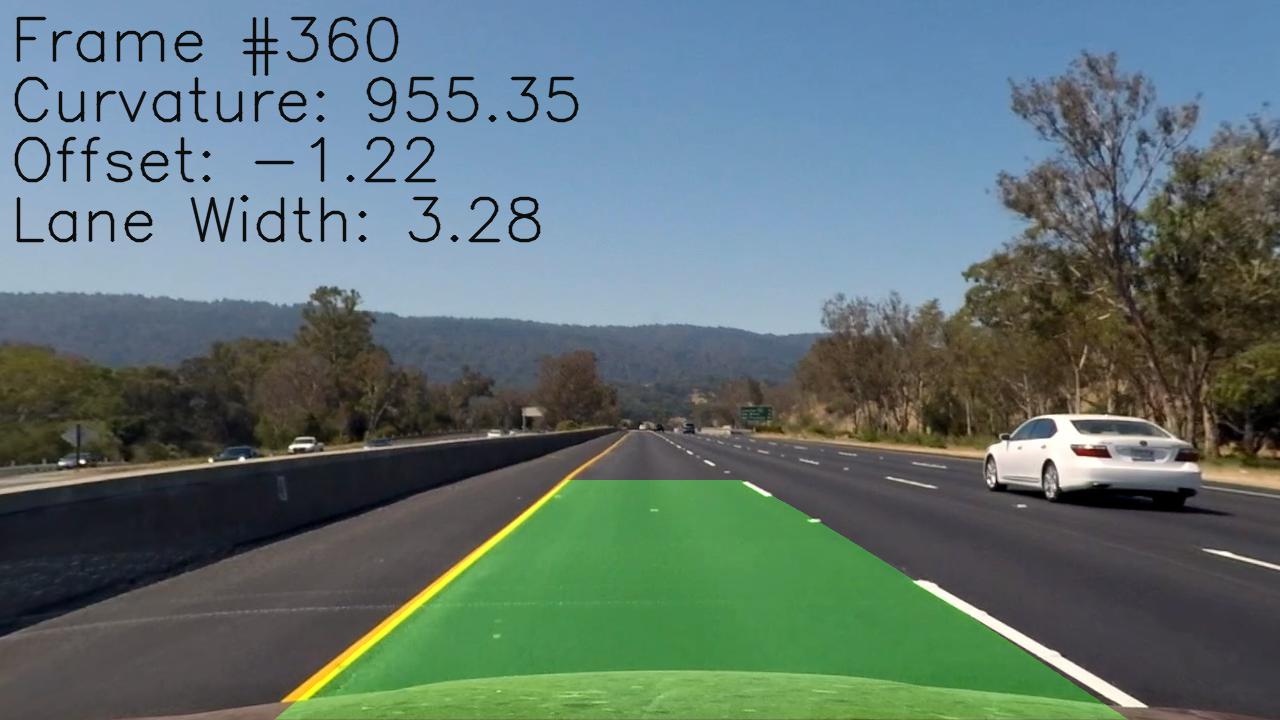 Frame #360
Curvature: 955.35
Offset: -1.22
Lane Width: 3.28